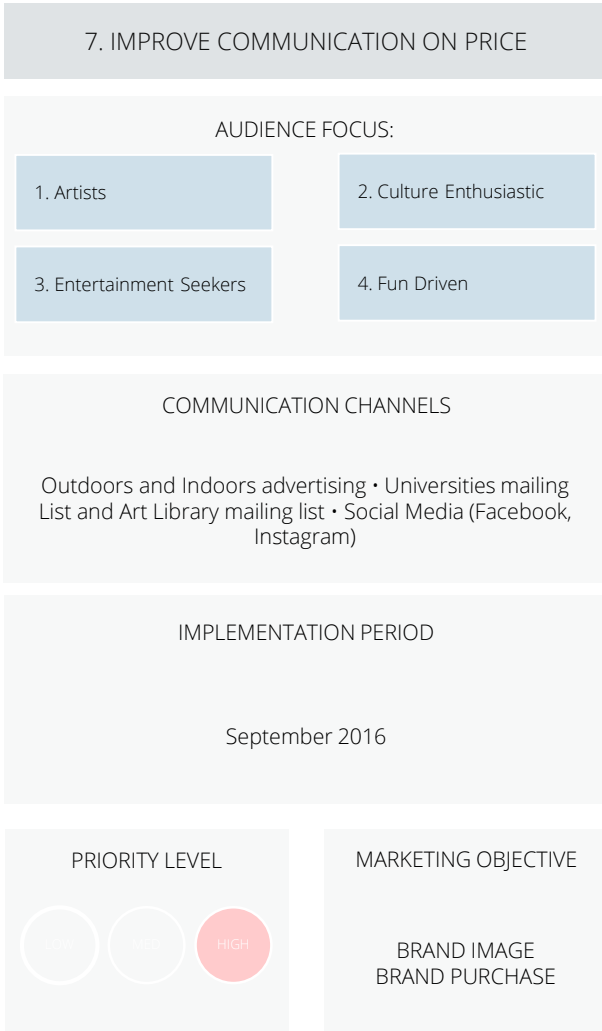 7. IMPROVE COMMUNICATION ON PRICE
AUDIENCE FOCUS:
1. Artists
2. Culture Enthusiastic
3. Entertainment Seekers
4. Fun Driven
COMMUNICATION CHANNELS
Outdoors and Indoors advertising • Universities mailing
List and Art Library mailing list • Social Media (Facebook,
Instagram)
IMPLEMENTATION PERIOD
September 2016
PRIORITY LEVEL
LOW
MED
HIGH
MARKETING OBJECTIVE
BRAND IMAGE
BRAND PURCHASE